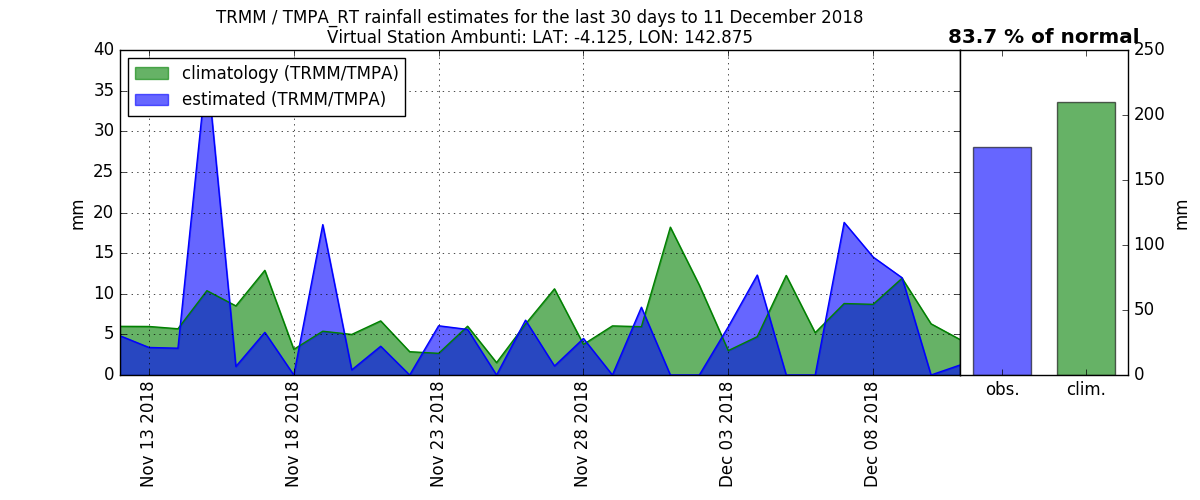 TRMM / TMPA_RT rainfall estimates for the last 30 days to 11 December 2018
Virtual Station Ambunti: LAT: -4.125, LON: 142.875
83.7 % of normal
climatology (TRMM/TMPA)
estimated (TRMM/TMPA)
40
35
30
25
20
15
10
5
0
mm
250
200
150
100
50
0
mm
obs.
clim.
Nov 13 2018
Nov 18 2018
Nov 23 2018
Nov 28 2018
Dec 03 2018
Dec 08 2018